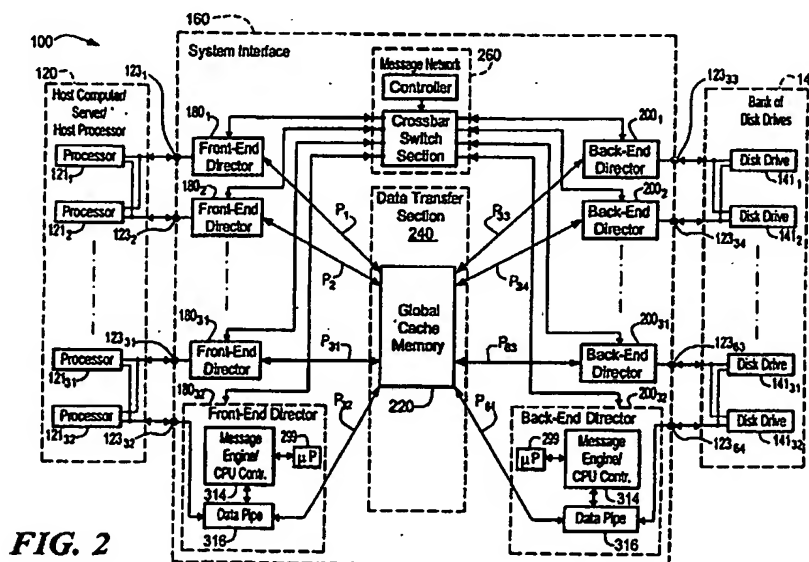 100
160
System Interface
260
Message Network
Controller
Crossbar
Switch
Section
120
123₁
Host Computer/
Server/
Host Processor
Processor
121₁
Processor
121₂
123₂
180₁
Front-End
Director
180₂
Front-End
Director
P₁
P₂
Data Transfer
Section
240
Global
Cache
Memory
220
P₃₃
P₃₄
200₁
Back-End
Director
200₂
Back-End
Director
123₃₃
14
Bank of
Disk Drives
Disk Drive
141₁
Disk Drive
141₂
123₃₄
123₃₁
Processor
121₃₁
Processor
121₃₂
123₃₂
180₃₁
Front-End
Director
P₃₁
180₃₂
P₃₂
Front-End Director
Message
Engine/
CPU Contr.
299
μP
314
Data Pipe
316
P₆₃
P₆₄
200₃₁
Back-End
Director
200₃₂
Back-End Director
299
μP
Message
Engine/
CPU Contr.
314
Data Pipe
316
123₆₃
Disk Drive
141₃₁
Disk Drive
141₃₂
123₆₄
FIG. 2